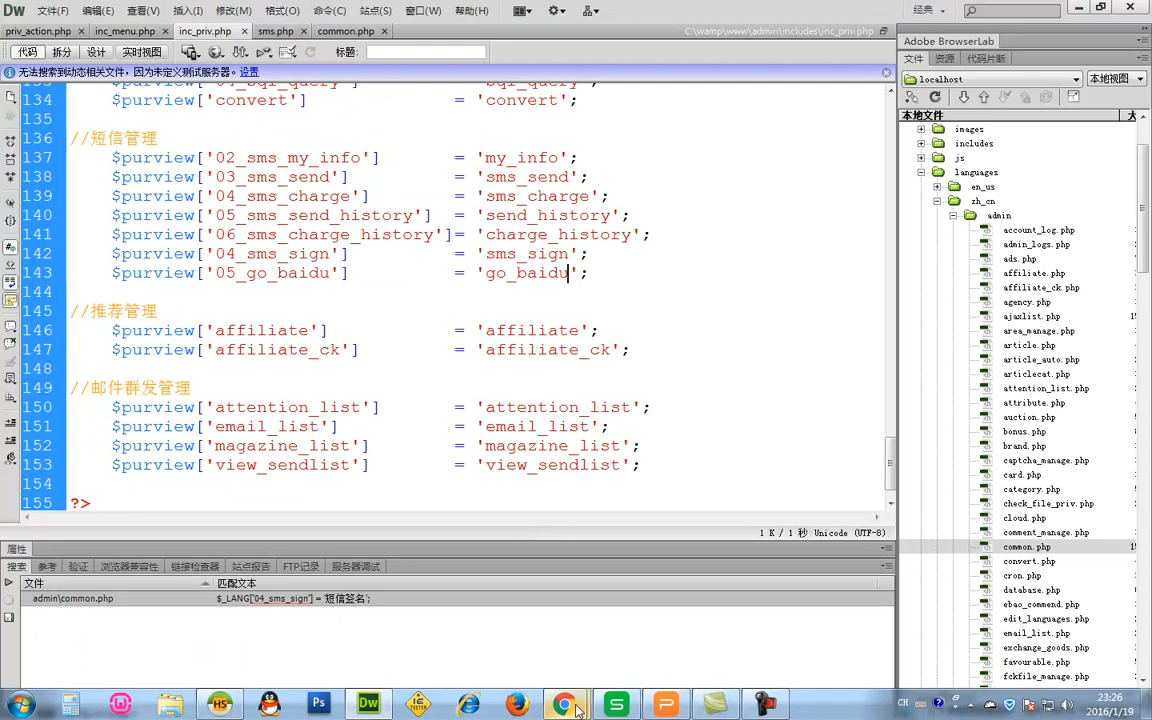 Dw 文件(F) 编辑(E) 查看(V) 插入(I) 修改(M) 格式(O) 命令(C) 站点(S) 窗口(W) 帮助(H) 经典
priv_action.php × inc_menu.php × inc_priv.php × sms.php × common.php × C:\wamp\www\admin\includes\inc_priv.php
代码 拆分 设计 实时视图 标题:
无法搜索到动态相关文件，因为未定义测试服务器。 设置
134 $purview['convert'] = 'convert';
135
136 //短信管理
137 $purview['02_sms_my_info'] = 'my_info';
138 $purview['03_sms_send'] = 'sms_send';
139 $purview['04_sms_charge'] = 'sms_charge';
140 $purview['05_sms_send_history'] = 'send_history';
141 $purview['06_sms_charge_history']= 'charge_history';
142 $purview['04_sms_sign'] = 'sms_sign';
143 $purview['05_go_baidu'] = 'go_baidu';
144
145 //推荐管理
146 $purview['affiliate'] = 'affiliate';
147 $purview['affiliate_ck'] = 'affiliate_ck';
148
149 //邮件群发管理
150 $purview['attention_list'] = 'attention_list';
151 $purview['email_list'] = 'email_list';
152 $purview['magazine_list'] = 'magazine_list';
153 $purview['view_sendlist'] = 'view_sendlist';
154
155 ?>
1 K / 1 秒 Unicode (UTF-8)
属性
搜索 参考 验证 浏览器兼容性 链接检查器 站点报告 FTP记录 服务器调试
文件 匹配文本
admin\common.php $_LANG['04_sms_sign'] = '短信签名';
Adobe BrowserLab
文件 资源 代码片断
localhost 本地视图
本地文件 大
images
includes
js
languages
en_us
zh_cn
admin
account_log.php
admin_logs.php
ads.php
affiliate.php
affiliate_ck.php
agency.php
ajaxlist.php
area_manage.php
article.php
article_auto.php
articlecat.php
attention_list.php
attribute.php
auction.php
bonus.php
brand.php
captcha_manage.php
card.php
category.php
check_file_priv.php
cloud.php
comment_manage.php
common.php
convert.php
cron.php
database.php
ebao_commend.php
edit_languages.php
email_list.php
exchange_goods.php
favourable.php
fckfile_manage.php
HS Ps Dw S P
CH 23:26
2016/1/19